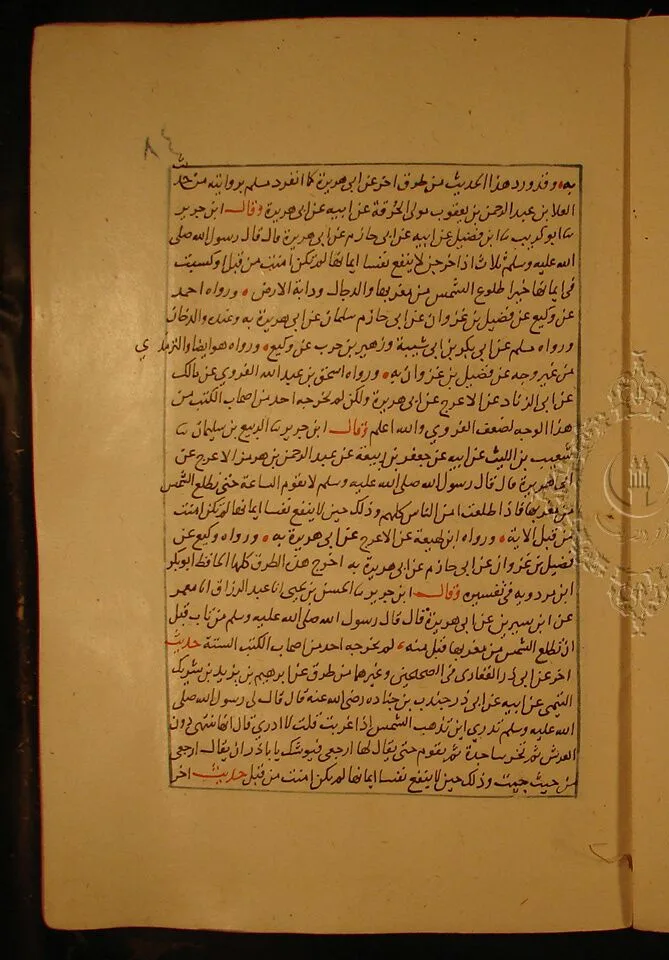 ٨٤
به وقد ورد هذا الحديث من طرق اخر عن ابي هريرة كما انفرد مسلم بروايته من حديث
العلا بن عبد الرحمن بن يعقوب مولى الحرقة عن ابيه عن ابي هريرة وقال ابن جرير
ثنا ابو كريب ثنا ابن فضيل عن ابيه عن ابي حازم عن ابي هريرة قال قال رسول الله صلى
الله عليه وسلم ثلاث اذا خرجن لا ينفع نفسا ايمانها لم تكن امنت من قبل او كسبت
في ايمانها خيرا طلوع الشمس من مغربها والدجال ودابة الارض ورواه احمد
عن وكيع عن فضيل بن غزوان عن ابي حازم سلمان عن ابي هريرة به وعنده والدخان
ورواه مسلم عن ابي بكر بن ابي شيبة وزهير بن حرب عن وكيع ورواه هو ايضا والترمذي
من غير وجه عن فضيل بن غزوان به ورواه اسحق بن عبد الله الفروي عن مالك
عن ابي الزناد عن الاعرج عن ابي هريرة ولكن لم يخرجه احد من اصحاب الكتب من
هذا الوجه لضعف الفروي والله اعلم وقال ابن جرير ثنا الربيع بن سليمان ثنا
شعيب بن الليث عن ابيه عن جعفر بن ربيعة عن عبد الرحمن بن هرمز الاعرج عن
ابي هريرة قال قال رسول الله صلى الله عليه وسلم لا تقوم الساعة حتى تطلع الشمس
من مغربها فاذا طلعت امن الناس كلهم وذلك حين لا ينفع نفسا ايمانها لم تكن امنت
من قبل الاية ورواه ابن لهيعة عن الاعرج عن ابي هريرة به ورواه وكيع عن
فضيل بن غزوان عن ابي حازم عن ابي هريرة به اخرج هذه الطرق كلها الحافظ ابو بكر
ابن مردويه في تفسيره وقال ابن جرير ثنا الحسن بن يحيى انا عبد الرزاق انا معمر
عن ابن سيرين عن ابي هريرة قال قال رسول الله صلى الله عليه وسلم من تاب قبل
ان تطلع الشمس من مغربها قبل منه لم يخرجه احد من اصحاب الكتب الستة حديث
اخر عن ابي ذر الغفاري في الصحيحين وغيرهما من طرق عن ابرهيم بن يزيد بن شريك
التيمي عن ابيه عن ابي ذر جندب بن جناده رضي الله عنه قال قال لي رسول الله صلى
الله عليه وسلم تدري اين تذهب الشمس اذا غربت قلت لا ادري قال انها تنتهي دون
العرش ثم تخر ساجدة ثم تقوم حتى يقال لها ارجعي فيوشك يا با ذر ان يقال ارجعي
من حيث جيت وذلك حين لا ينفع نفسا ايمانها لم تكن امنت من قبل حديث اخر